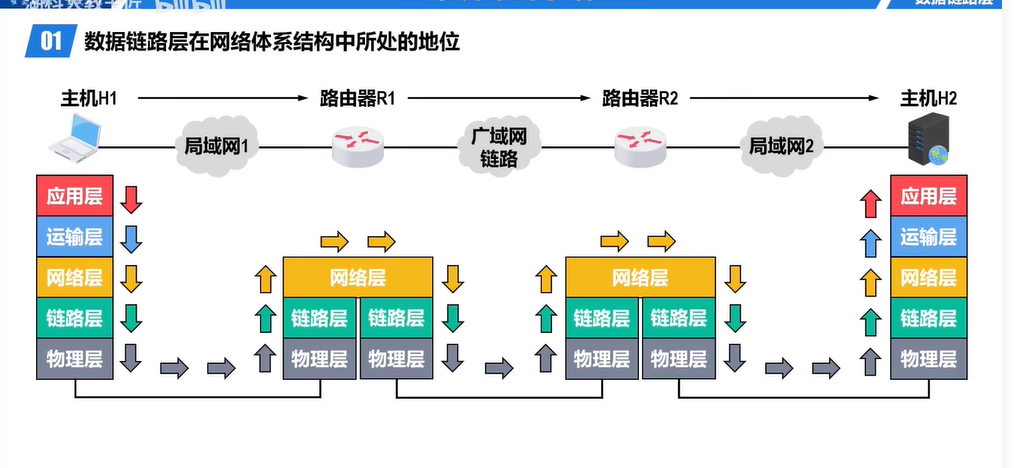 数据链路层
01 数据链路层在网络体系结构中所处的地位
主机H1 路由器R1 路由器R2 主机H2
局域网1 广域网 链路 局域网2
应用层 应用层
运输层 运输层
网络层 网络层 网络层 网络层
链路层 链路层 链路层 链路层 链路层 链路层
物理层 物理层 物理层 物理层 物理层 物理层